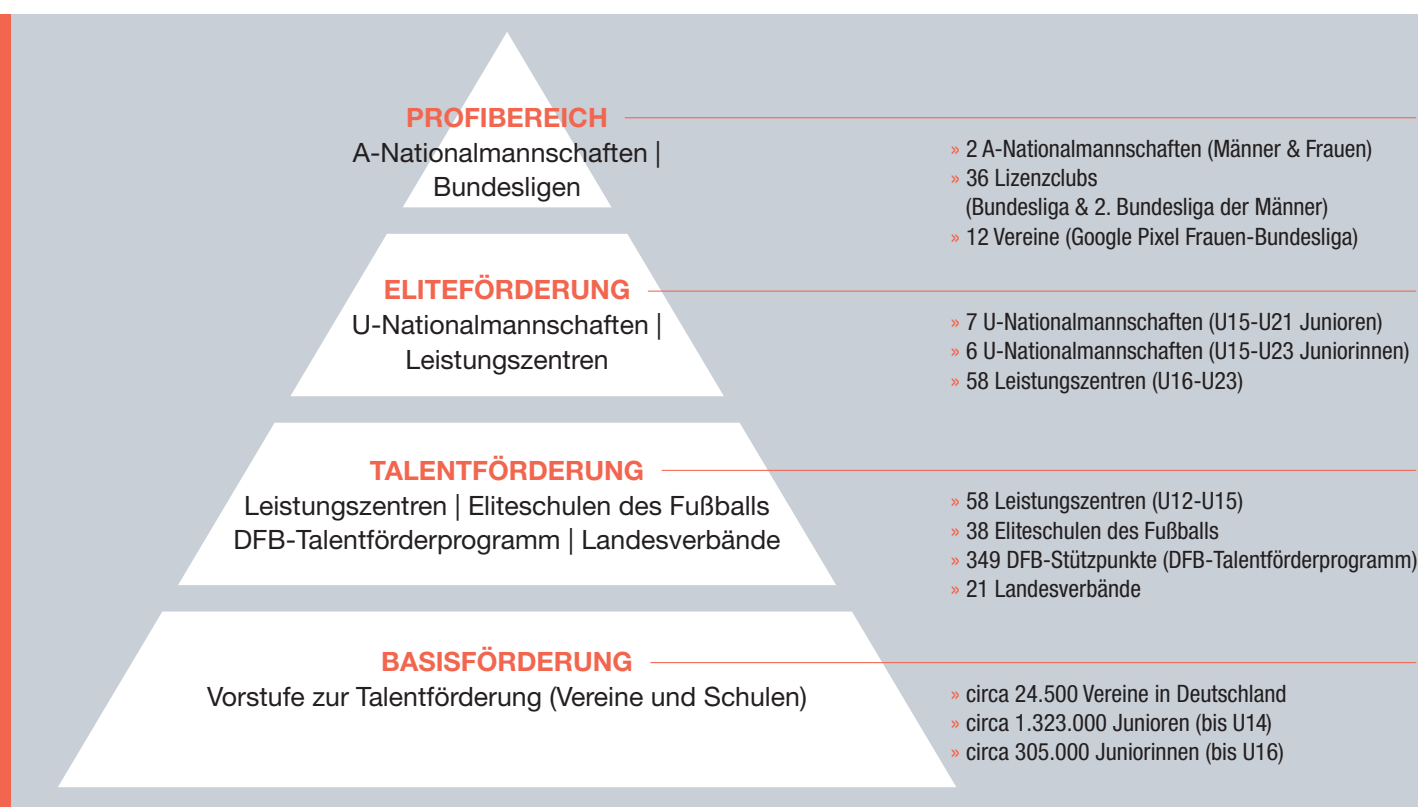 PROFIBEREICH
A-Nationalmannschaften |
Bundesligen
» 2 A-Nationalmannschaften (Männer & Frauen)
» 36 Lizenzclubs
(Bundesliga & 2. Bundesliga der Männer)
» 12 Vereine (Google Pixel Frauen-Bundesliga)
ELITEFÖRDERUNG
U-Nationalmannschaften |
Leistungszentren
» 7 U-Nationalmannschaften (U15-U21 Junioren)
» 6 U-Nationalmannschaften (U15-U23 Juniorinnen)
» 58 Leistungszentren (U16-U23)
TALENTFÖRDERUNG
Leistungszentren | Eliteschulen des Fußballs
DFB-Talentförderprogramm | Landesverbände
» 58 Leistungszentren (U12-U15)
» 38 Eliteschulen des Fußballs
» 349 DFB-Stützpunkte (DFB-Talentförderprogramm)
» 21 Landesverbände
BASISFÖRDERUNG
Vorstufe zur Talentförderung (Vereine und Schulen)
» circa 24.500 Vereine in Deutschland
» circa 1.323.000 Junioren (bis U14)
» circa 305.000 Juniorinnen (bis U16)